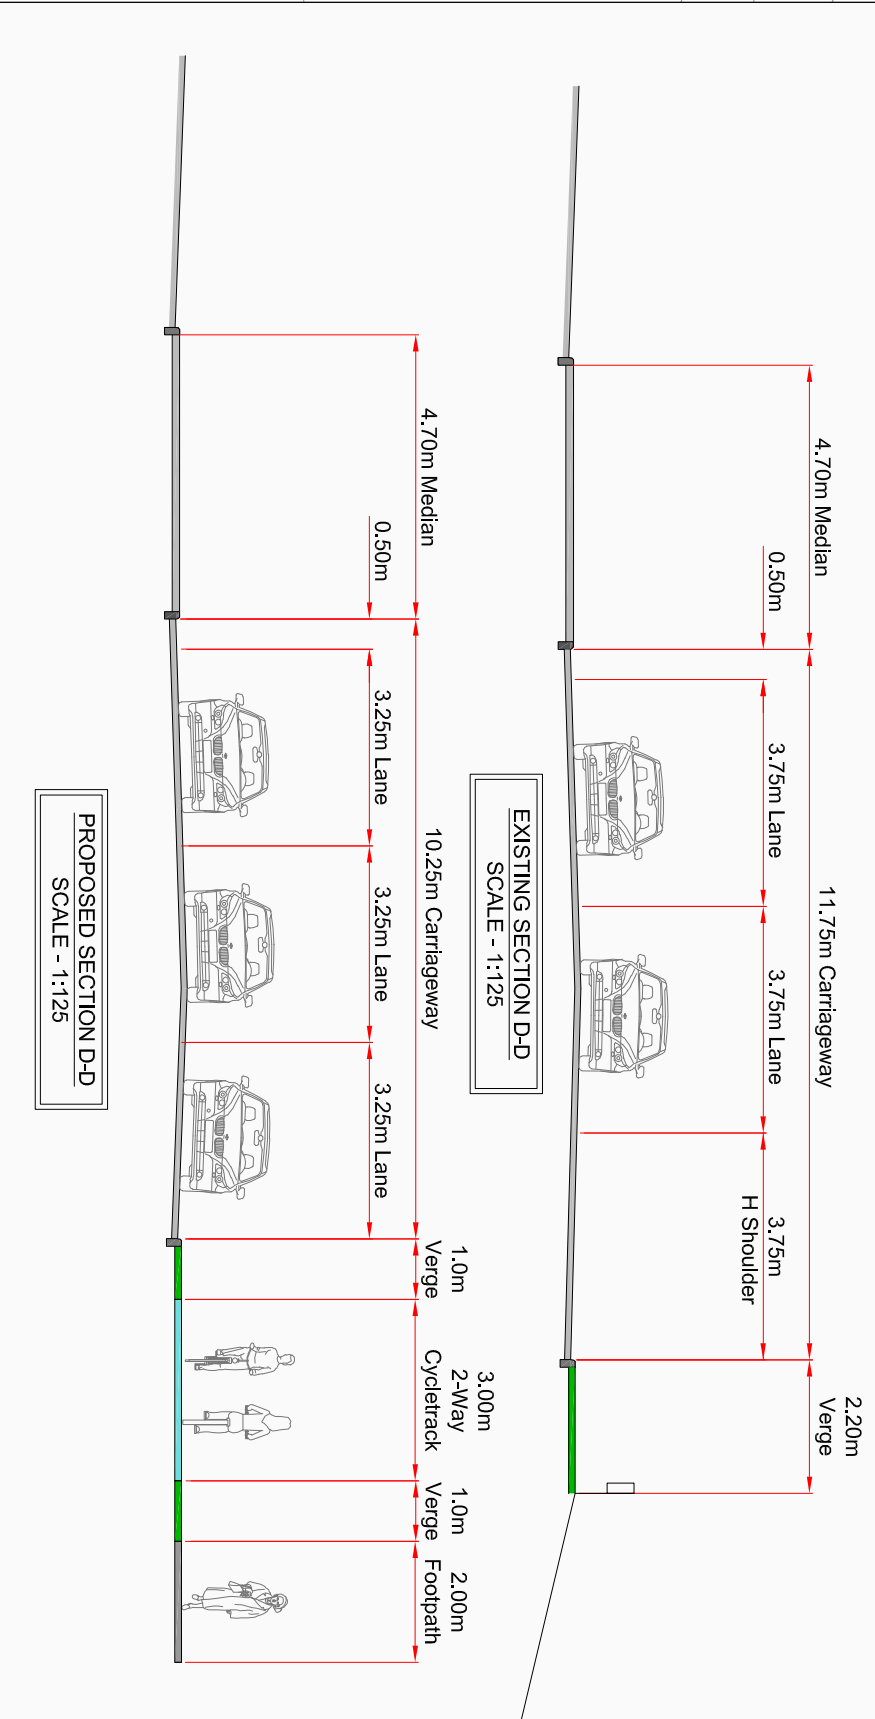 4.70m Median
0.50m
11.75m Carriageway
3.75m Lane
3.75m Lane
3.75m
H Shoulder
2.20m
Verge
EXISTING SECTION D-D
SCALE - 1:125
4.70m Median
0.50m
10.25m Carriageway
3.25m Lane
3.25m Lane
3.25m Lane
1.0m
Verge
3.00m
2-Way
Cycletrack
1.0m
Verge
2.00m
Footpath
PROPOSED SECTION D-D
SCALE - 1:125